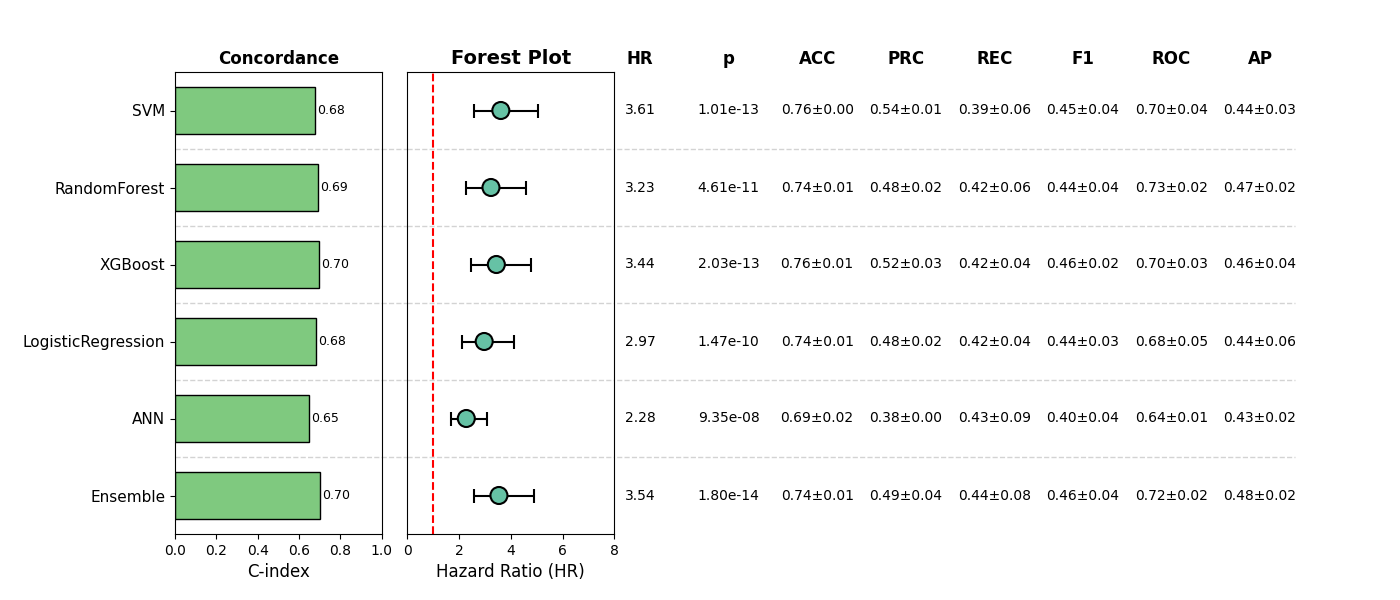 Concordance Forest Plot HR p ACC PRC REC F1 ROC AP
SVM 0.68 3.61 1.01e-13 0.76±0.00 0.54±0.01 0.39±0.06 0.45±0.04 0.70±0.04 0.44±0.03
RandomForest 0.69 3.23 4.61e-11 0.74±0.01 0.48±0.02 0.42±0.06 0.44±0.04 0.73±0.02 0.47±0.02
XGBoost 0.70 3.44 2.03e-13 0.76±0.01 0.52±0.03 0.42±0.04 0.46±0.02 0.70±0.03 0.46±0.04
LogisticRegression 0.68 2.97 1.47e-10 0.74±0.01 0.48±0.02 0.42±0.04 0.44±0.03 0.68±0.05 0.44±0.06
ANN 0.65 2.28 9.35e-08 0.69±0.02 0.38±0.00 0.43±0.09 0.40±0.04 0.64±0.01 0.43±0.02
Ensemble 0.70 3.54 1.80e-14 0.74±0.01 0.49±0.04 0.44±0.08 0.46±0.04 0.72±0.02 0.48±0.02
0.0 0.2 0.4 0.6 0.8 1.0 0 2 4 6 8
C-index Hazard Ratio (HR)